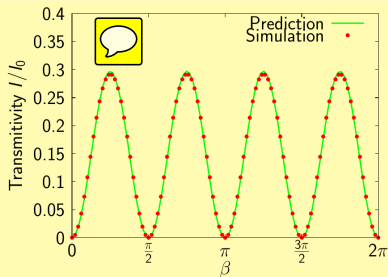 0.4
0.35
0.3
0.25
0.2
0.15
0.1
0.05
0
Transmitivity I/I₀
Prediction
Simulation
0 π/2 π 3π/2 2π
β